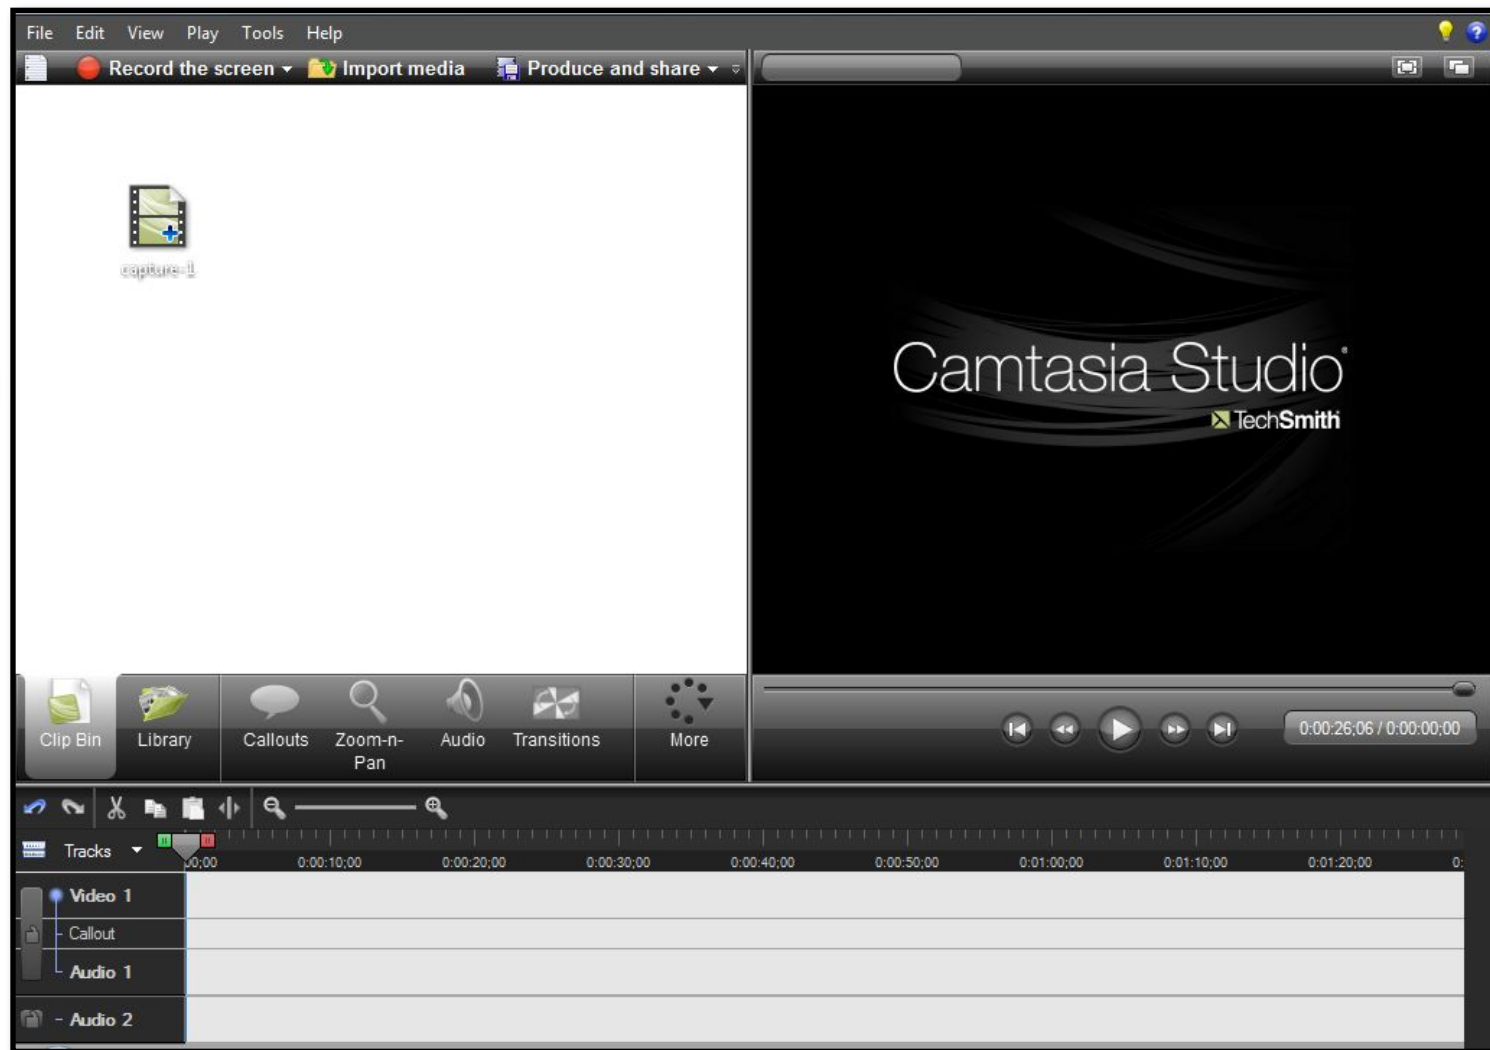 File Edit View Play Tools Help
Record the screen Import media Produce and share
capture-1
Camtasia Studio®
TechSmith
Clip Bin Library Callouts Zoom-n-Pan Audio Transitions More
0:00:26;06 / 0:00:00;00
Tracks
00;00 0:00:10;00 0:00:20;00 0:00:30;00 0:00:40;00 0:00:50;00 0:01:00;00 0:01:10;00 0:01:20;00 0:
Video 1
Callout
Audio 1
Audio 2